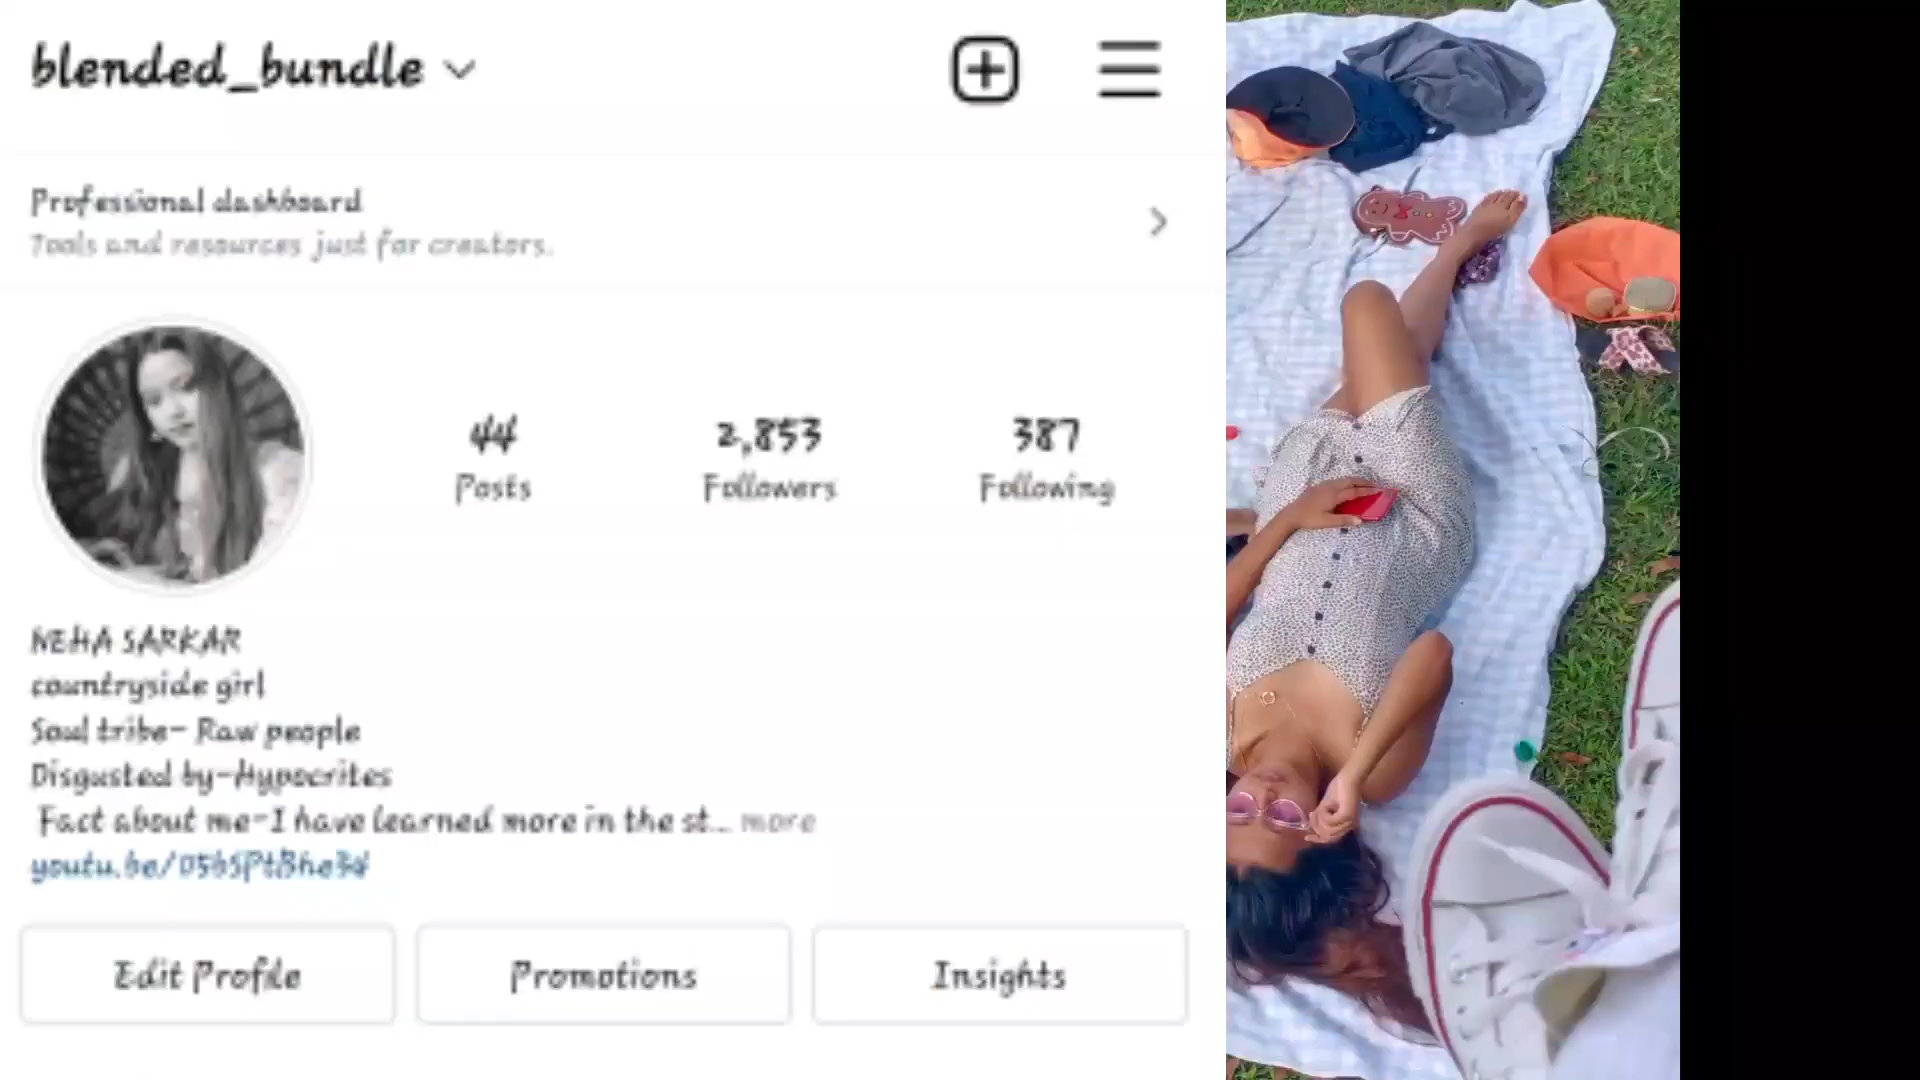 blended_bundle
Professional dashboard
Tools and resources just for creators.
44
Posts
2,853
Followers
387
Following
NEHA SARKAR
countryside girl
Soul tribe- Raw people
Disgusted by-Hypocrites
Fact about me-I have learned more in the st... more
Edit Profile
Promotions
Insights